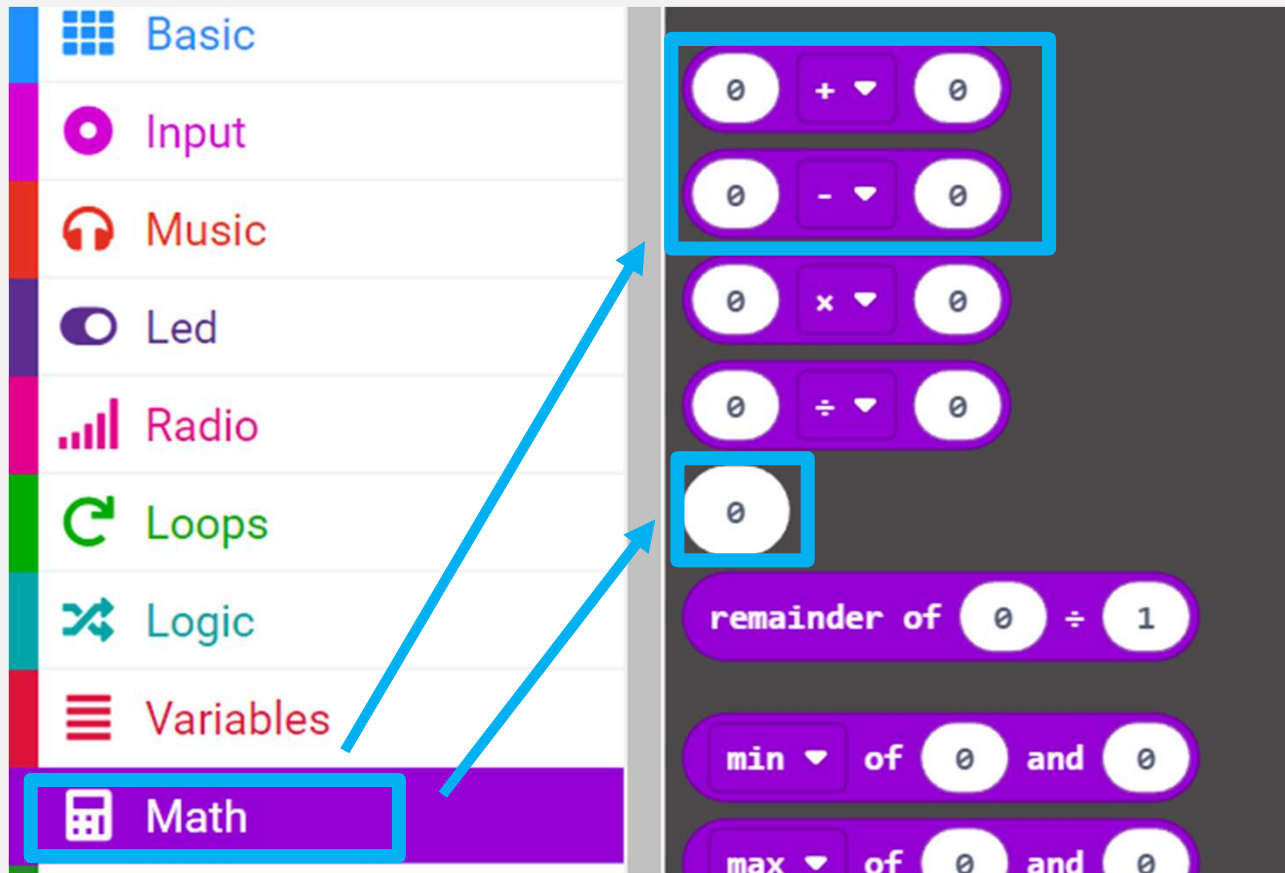 Basic
Input
Music
Led
Radio
Loops
Logic
Variables
Math
0 + 0
0 - 0
0 × 0
0 ÷ 0
0
remainder of 0 ÷ 1
min of 0 and 0
max of 0 and 0